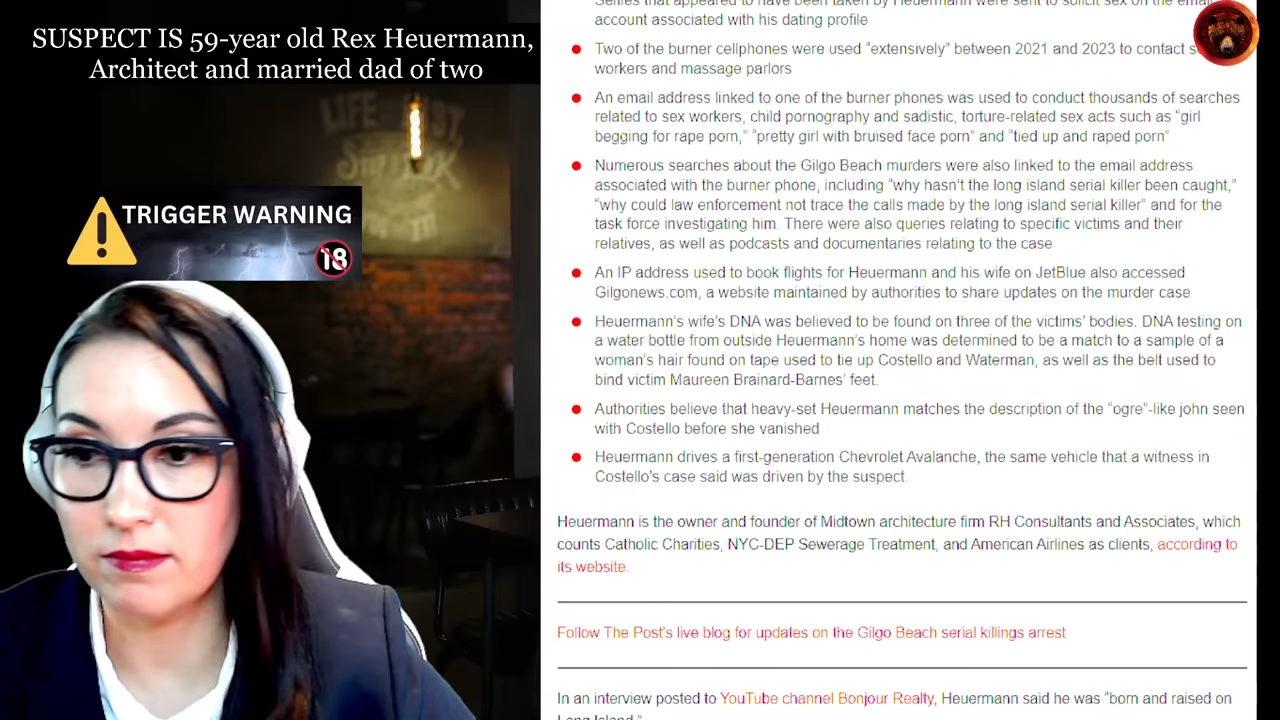 SUSPECT IS 59-year old Rex Heuermann,
Architect and married dad of two
TRIGGER WARNING
18
LIFE
account associated with his dating profile
Two of the burner cellphones were used “extensively” between 2021 and 2023 to contact
workers and massage parlors
An email address linked to one of the burner phones was used to conduct thousands of searches
related to sex workers, child pornography and sadistic, torture-related sex acts such as “girl
begging for rape porn,” “pretty girl with bruised face porn” and “tied up and raped porn”
Numerous searches about the Gilgo Beach murders were also linked to the email address
associated with the burner phone, including “why hasn’t the long island serial killer been caught,”
“why could law enforcement not trace the calls made by the long island serial killer” and for the
task force investigating him. There were also queries relating to specific victims and their
relatives, as well as podcasts and documentaries relating to the case
An IP address used to book flights for Heuermann and his wife on JetBlue also accessed
Gilgonews.com, a website maintained by authorities to share updates on the murder case
Heuermann’s wife’s DNA was believed to be found on three of the victims’ bodies. DNA testing on
a water bottle from outside Heuermann’s home was determined to be a match to a sample of a
woman’s hair found on tape used to tie up Costello and Waterman, as well as the belt used to
bind victim Maureen Brainard-Barnes’ feet.
Authorities believe that heavy-set Heuermann matches the description of the “ogre”-like john seen
with Costello before she vanished
Heuermann drives a first-generation Chevrolet Avalanche, the same vehicle that a witness in
Costello’s case said was driven by the suspect.
Heuermann is the owner and founder of Midtown architecture firm RH Consultants and Associates, which
counts Catholic Charities, NYC-DEP Sewerage Treatment, and American Airlines as clients, according to
its website.
Follow The Post’s live blog for updates on the Gilgo Beach serial killings arrest
In an interview posted to YouTube channel Bonjour Realty, Heuermann said he was “born and raised on